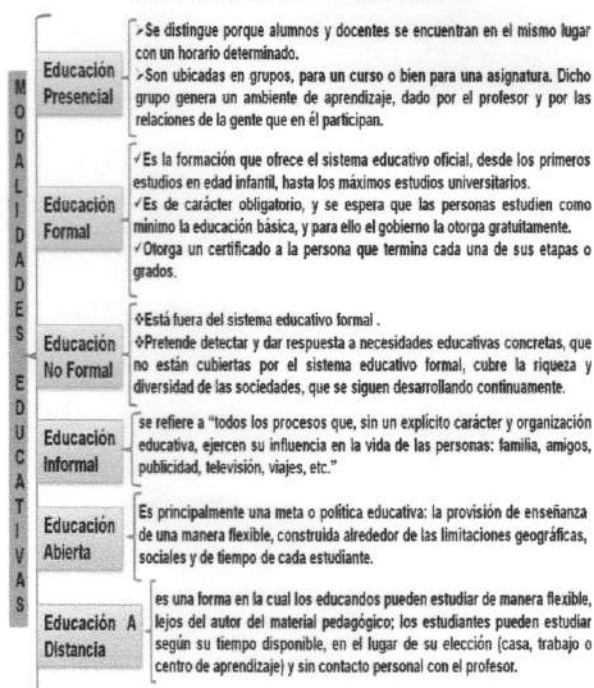 MODALIDADES EDUCATIVAS
Educación
Presencial
➢Se distingue porque alumnos y docentes se encuentran en el mismo lugar
con un horario determinado.
➢Son ubicadas en grupos, para un curso o bien para una asignatura. Dicho
grupo genera un ambiente de aprendizaje, dado por el profesor y por las
relaciones de la gente que en él participan.
Educación
Formal
✓Es la formación que ofrece el sistema educativo oficial, desde los primeros
estudios en edad infantil, hasta los máximos estudios universitarios.
✓Es de carácter obligatorio, y se espera que las personas estudien como
mínimo la educación básica, y para ello el gobierno la otorga gratuitamente.
✓Otorga un certificado a la persona que termina cada una de sus etapas o
grados.
Educación
No Formal
❖Está fuera del sistema educativo formal .
❖Pretende detectar y dar respuesta a necesidades educativas concretas, que
no están cubiertas por el sistema educativo formal, cubre la riqueza y
diversidad de las sociedades, que se siguen desarrollando continuamente.
Educación
Informal
se refiere a “todos los procesos que, sin un explícito carácter y organización
educativa, ejercen su influencia en la vida de las personas: familia, amigos,
publicidad, televisión, viajes, etc.”
Educación
Abierta
Es principalmente una meta o política educativa: la provisión de enseñanza
de una manera flexible, construida alrededor de las limitaciones geográficas,
sociales y de tiempo de cada estudiante.
Educación A
Distancia
es una forma en la cual los educandos pueden estudiar de manera flexible,
lejos del autor del material pedagógico; los estudiantes pueden estudiar
según su tiempo disponible, en el lugar de su elección (casa, trabajo o
centro de aprendizaje) y sin contacto personal con el profesor.